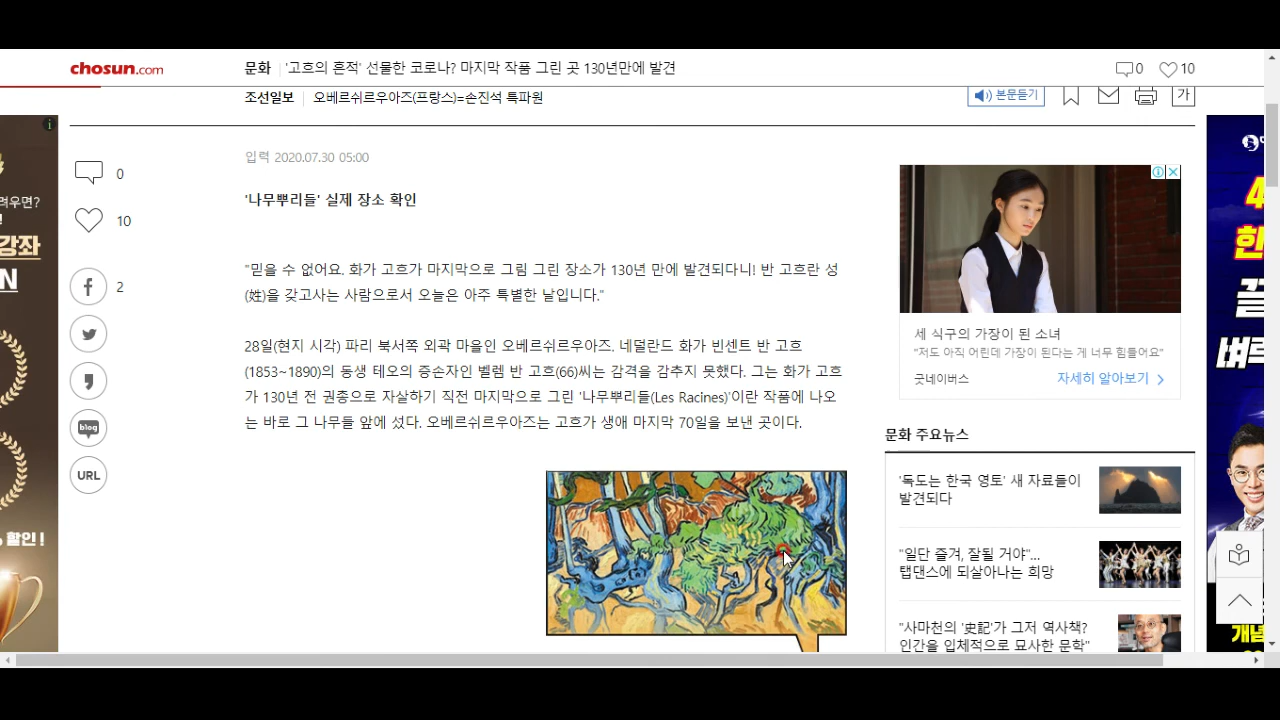 chosun.com
문화 '고흐의 흔적' 선물한 코로나? 마지막 작품 그린 곳 130년만에 발견
0 10
조선일보 오베르쉬르우아즈(프랑스)=손진석 특파원
본문듣기
가
입력 2020.07.30 05:00
0
10
2
blog
URL
'나무뿌리들' 실제 장소 확인
"믿을 수 없어요. 화가 고흐가 마지막으로 그림 그린 장소가 130년 만에 발견되다니! 반 고흐란 성
(姓)을 갖고사는 사람으로서 오늘은 아주 특별한 날입니다."
28일(현지 시각) 파리 북서쪽 외곽 마을인 오베르쉬르우아즈. 네덜란드 화가 빈센트 반 고흐
(1853~1890)의 동생 테오의 증손자인 벨렘 반 고흐(66)씨는 감격을 감추지 못했다. 그는 화가 고흐
가 130년 전 권총으로 자살하기 직전 마지막으로 그린 '나무뿌리들(Les Racines)'이란 작품에 나오
는 바로 그 나무들 앞에 섰다. 오베르쉬르우아즈는 고흐가 생애 마지막 70일을 보낸 곳이다.
세 식구의 가장이 된 소녀
"저도 아직 어린데 가장이 된다는 게 너무 힘들어요"
굿네이버스 자세히 알아보기
문화 주요뉴스
'독도는 한국 영토' 새 자료들이
발견되다
"일단 즐겨, 잘될 거야"...
탭댄스에 되살아나는 희망
"사마천의 '史記'가 그저 역사책?
인간을 입체적으로 묘사한 문학"
강좌
할인!